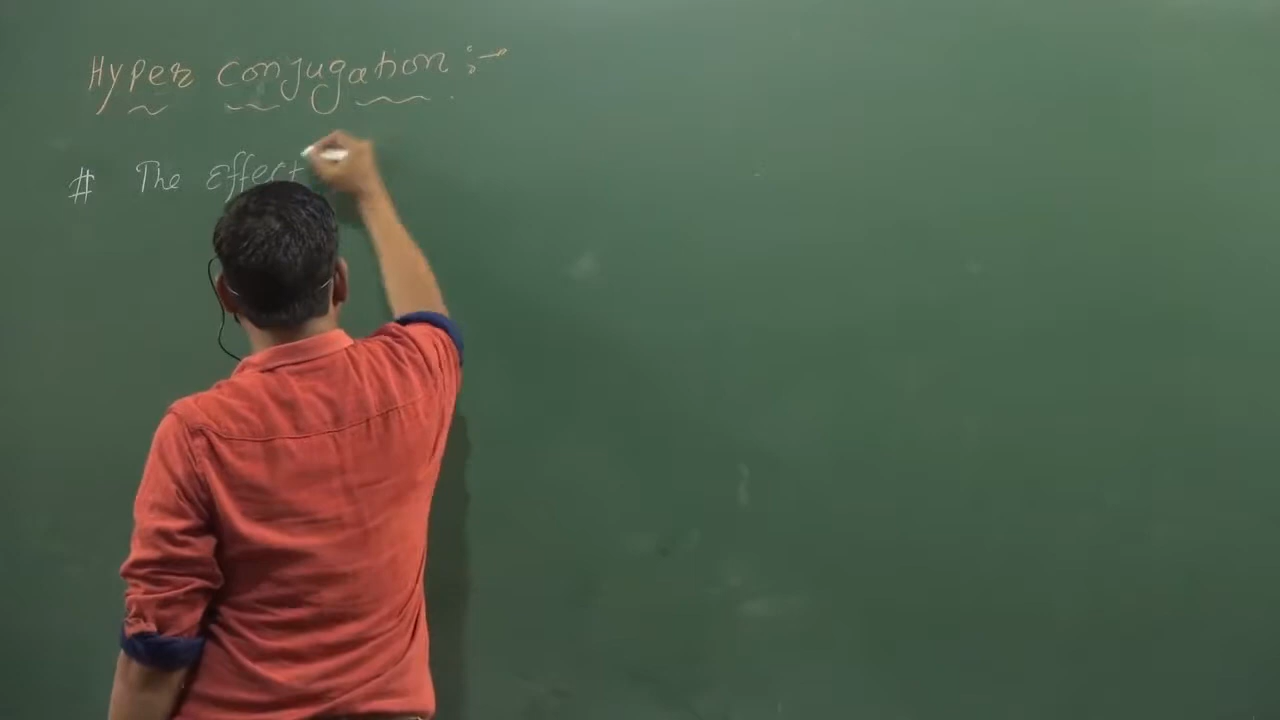 Hyper conjugation :→
# The Effect